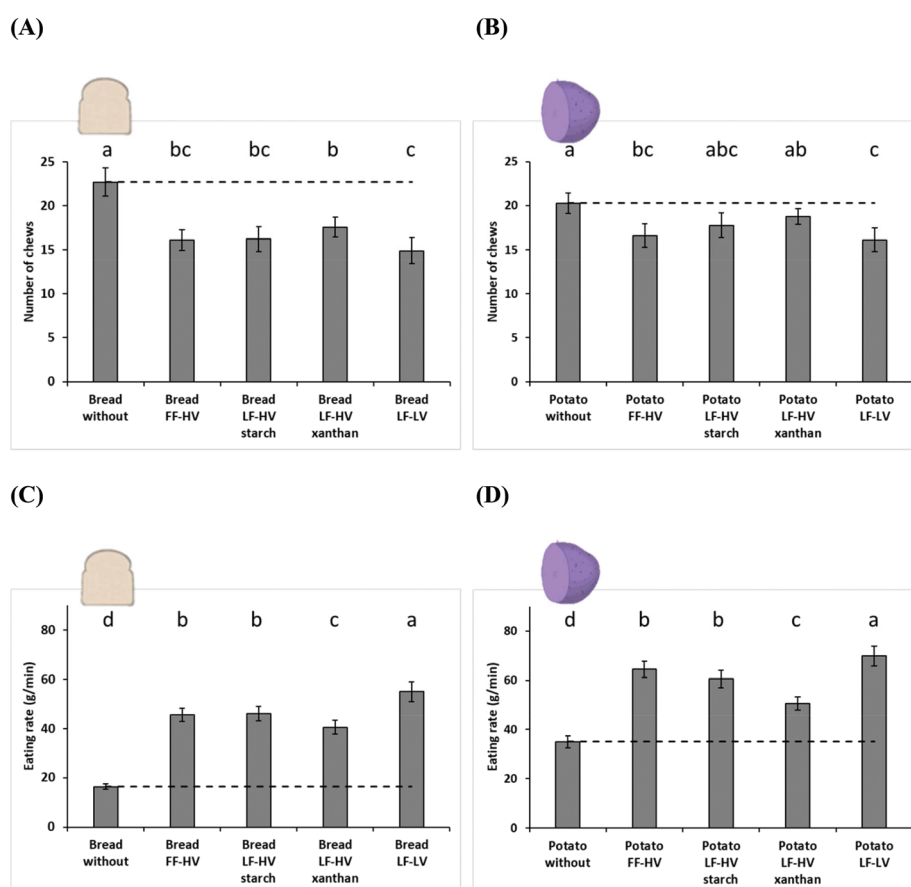 (A)
a bc bc b c
25
20
15
10
5
0
Number of chews
Bread without
Bread FF-HV
Bread LF-HV starch
Bread LF-HV xanthan
Bread LF-LV
(B)
a bc abc ab c
25
20
15
10
5
0
Number of chews
Potato without
Potato FF-HV
Potato LF-HV starch
Potato LF-HV xanthan
Potato LF-LV
(C)
d b b c a
80
60
40
20
0
Eating rate (g/min)
Bread without
Bread FF-HV
Bread LF-HV starch
Bread LF-HV xanthan
Bread LF-LV
(D)
d b b c a
80
60
40
20
0
Eating rate (g/min)
Potato without
Potato FF-HV
Potato LF-HV starch
Potato LF-HV xanthan
Potato LF-LV